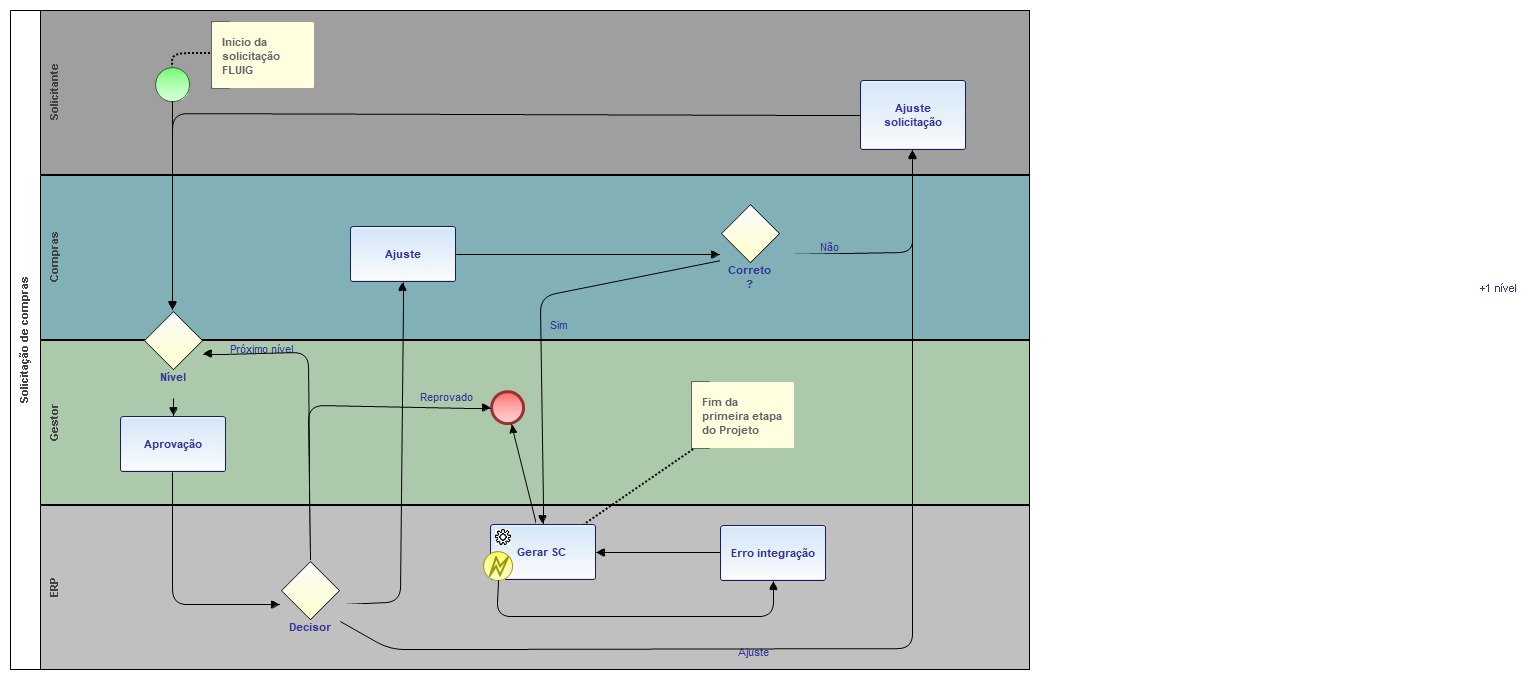 Solicitação de compras
Solicitante
Inicio da
solicitação
FLUIG
Ajuste
solicitação
Compras
Ajuste
Correto
?
Não
Sim
+1 nível
Gestor
Nível
Próximo nível
Aprovação
Reprovado
Fim da
primeira etapa
do Projeto
ERP
Gerar SC
Erro integração
Decisor
Ajuste